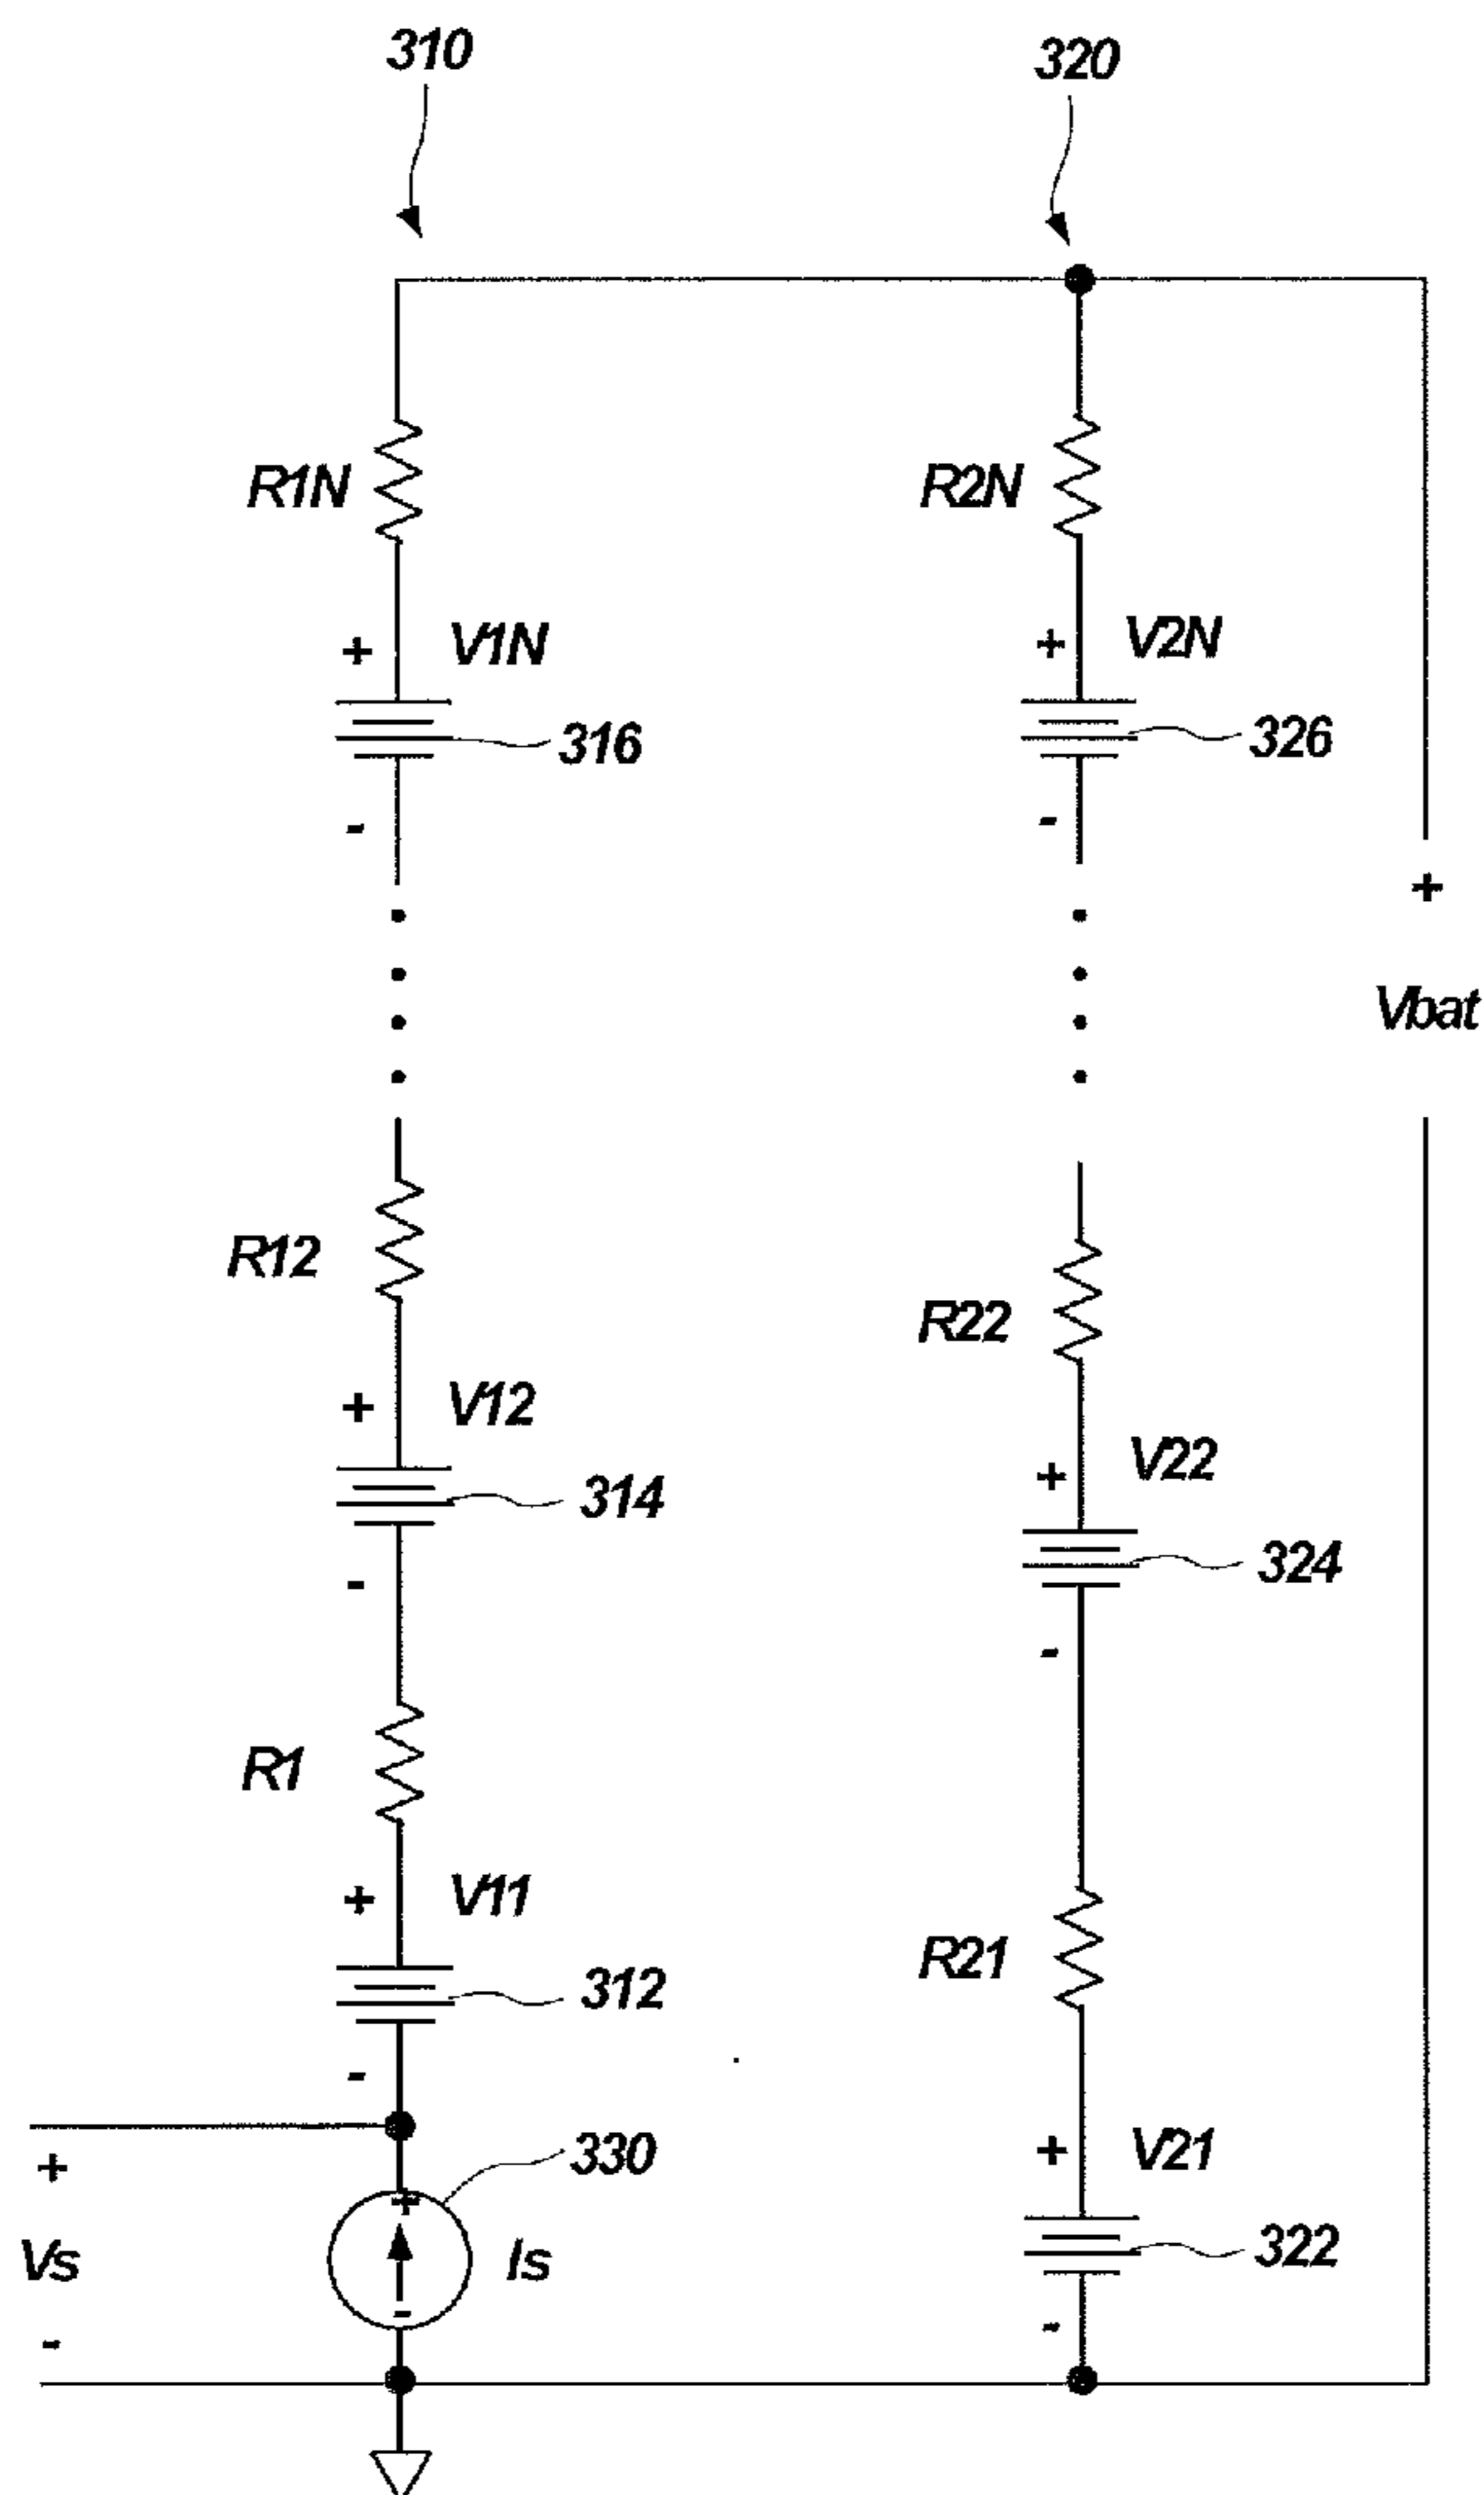 310
320
R1N
R2N
+
V1N
+
V2N
316
326
-
-
+
Vbat
R12
R22
+
V12
+
V22
314
324
-
-
R1
+
V11
R21
312
-
+
V21
330
+
+
Vs
Is
322
-
-
-